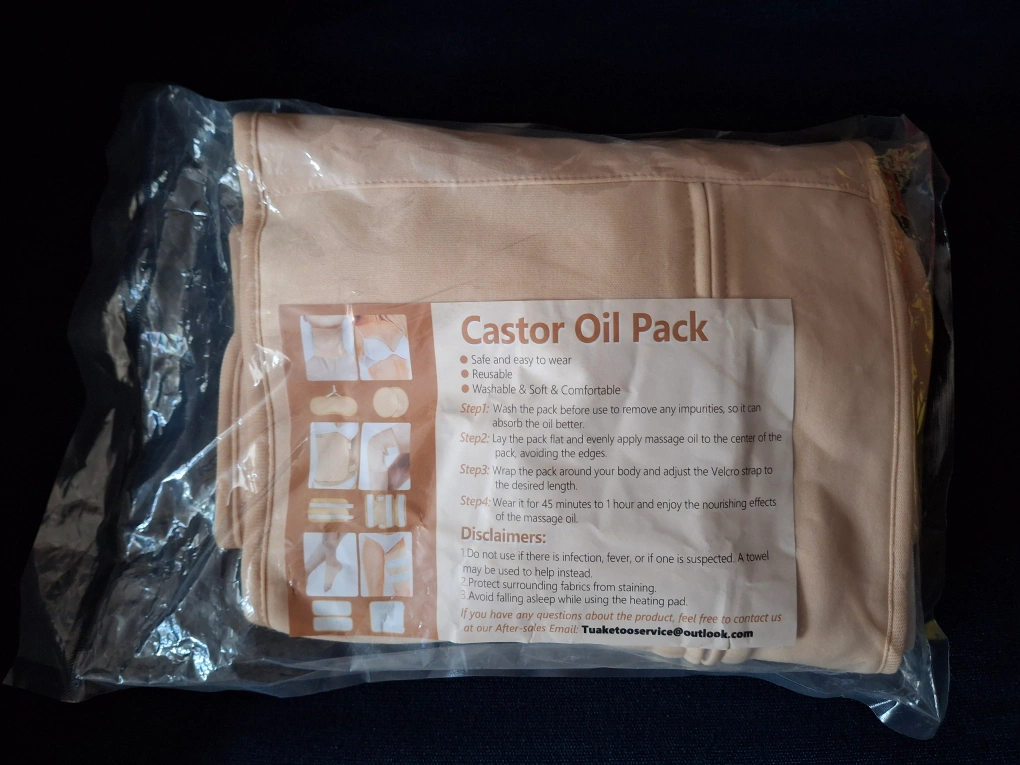 Castor Oil Pack
● Safe and easy to wear
● Reusable
● Washable & Soft & Comfortable
Step1: Wash the pack before use to remove any impurities, so it can
absorb the oil better.
Step2: Lay the pack flat and evenly apply massage oil to the center of the
pack, avoiding the edges.
Step3: Wrap the pack around your body and adjust the Velcro strap to
the desired length.
Step4: Wear it for 45 minutes to 1 hour and enjoy the nourishing effects
of the massage oil.
Disclaimers:
1.Do not use if there is infection, fever, or if one is suspected. A towel
may be used to help instead.
2.Protect surrounding fabrics from staining.
3.Avoid falling asleep while using the heating pad.
If you have any questions about the product, feel free to contact us
at our After-sales Email: Tuaketooservice@outlook.com